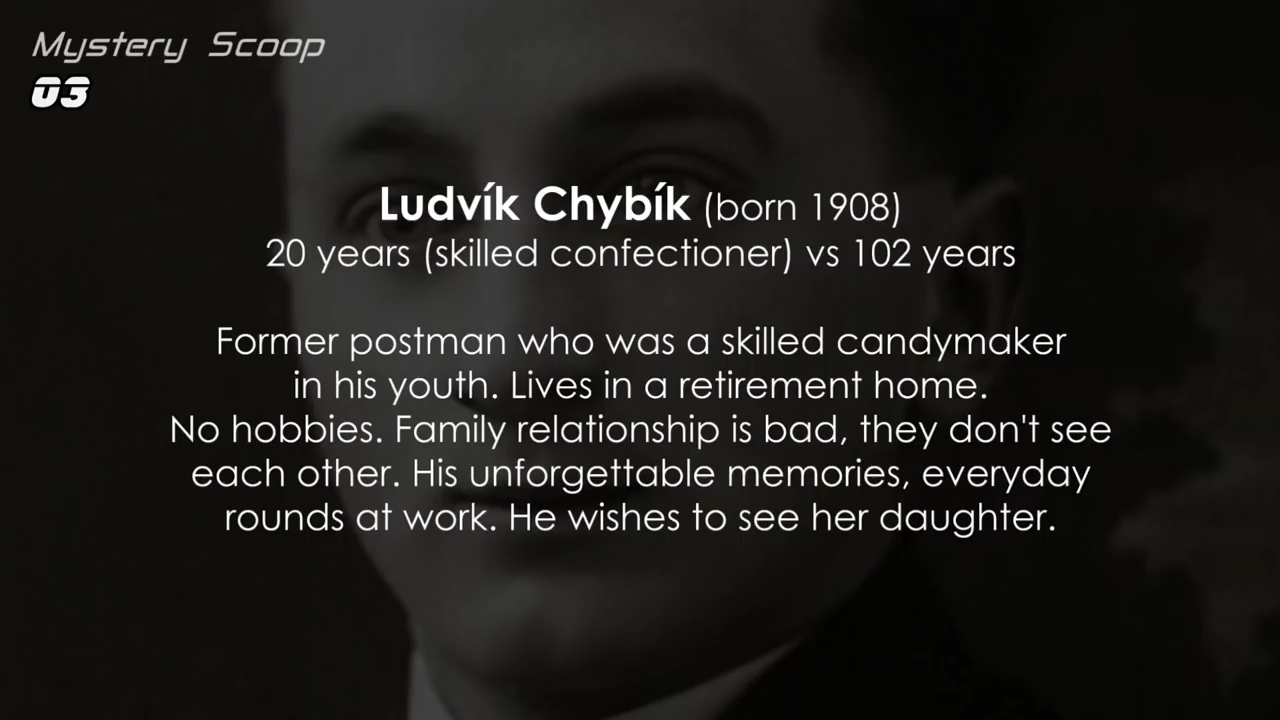 Mystery Scoop
03
Ludvík Chybík (born 1908)
20 years (skilled confectioner) vs 102 years
Former postman who was a skilled candymaker
in his youth. Lives in a retirement home.
No hobbies. Family relationship is bad, they don't see
each other. His unforgettable memories, everyday
rounds at work. He wishes to see her daughter.